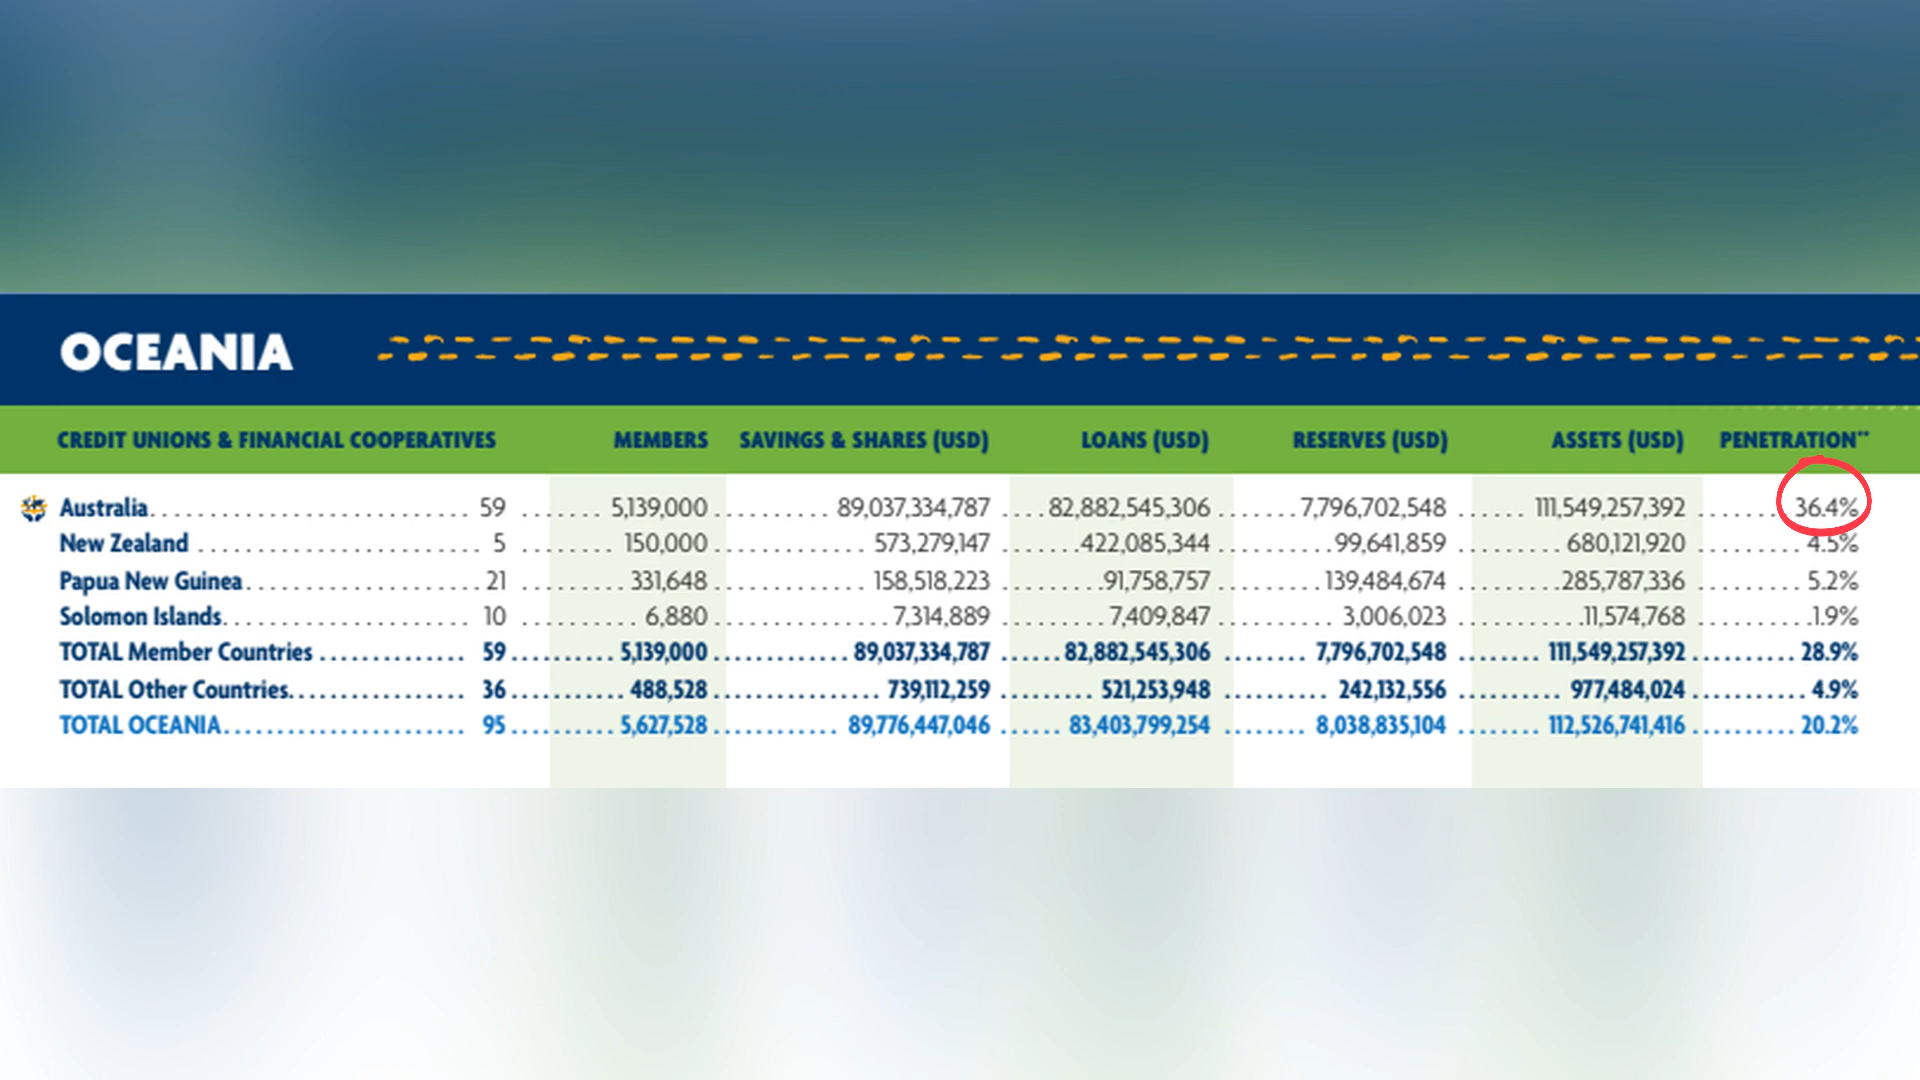 OCEANIA
CREDIT UNIONS & FINANCIAL COOPERATIVES MEMBERS SAVINGS & SHARES (USD) LOANS (USD) RESERVES (USD) ASSETS (USD) PENETRATION**
Australia 59 5,139,000 89,037,334,787 82,882,545,306 7,796,702,548 111,549,257,392 36.4%
New Zealand 5 150,000 573,279,147 422,085,344 99,641,859 680,121,920 4.5%
Papua New Guinea 21 331,648 158,518,223 91,758,757 139,484,674 285,787,336 5.2%
Solomon Islands 10 6,880 7,314,889 7,409,847 3,006,023 11,574,768 1.9%
TOTAL Member Countries 59 5,139,000 89,037,334,787 82,882,545,306 7,796,702,548 111,549,257,392 28.9%
TOTAL Other Countries 36 488,528 739,112,259 521,253,948 242,132,556 977,484,024 4.9%
TOTAL OCEANIA 95 5,627,528 89,776,447,046 83,403,799,254 8,038,835,104 112,526,741,416 20.2%